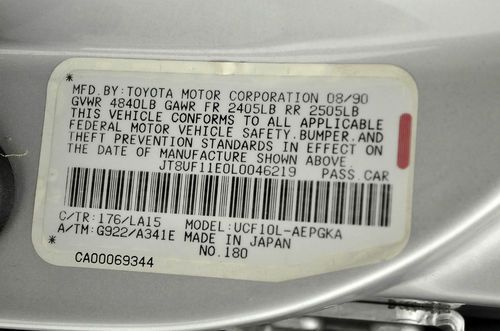 *
MFD.BY:TOYOTA MOTOR CORPORATION 08/90
GVWR 4840LB GAWR FR 2405LB RR 2505LB
THIS VEHICLE CONFORMS TO ALL APPLICABLE
FEDERAL MOTOR VEHICLE SAFETY.BUMPER.AND
THEFT PREVENTION STANDARDS IN EFFECT ON
THE DATE OF MANUFACTURE SHOWN ABOVE.
JT8UF11E0L0046219 PASS.CAR
C/TR:176/LA15 MODEL:UCF10L-AEPGKA
A/TM:G922/A341E MADE IN JAPAN
* NO.180
CA00069344